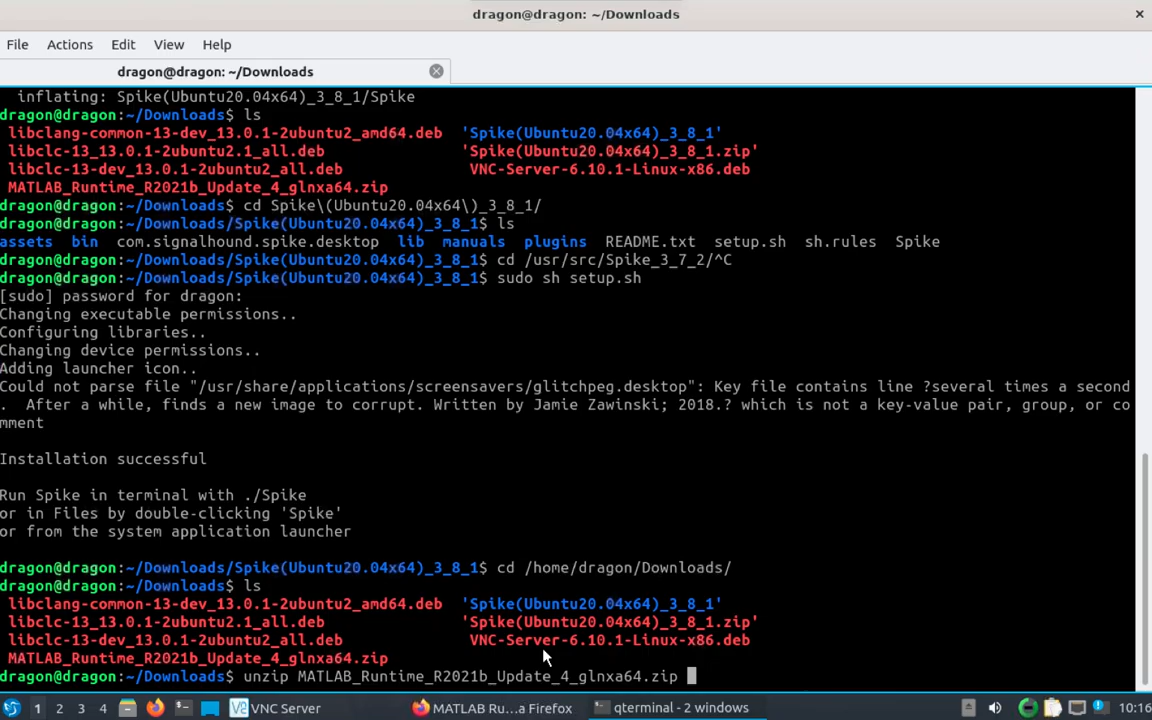 dragon@dragon: ~/Downloads
×
File Actions Edit View Help
dragon@dragon: ~/Downloads
inflating: Spike(Ubuntu20.04x64)_3_8_1/Spike
dragon@dragon:~/Downloads$ ls
libclang-common-13-dev_13.0.1-2ubuntu2_amd64.deb 'Spike(Ubuntu20.04x64)_3_8_1'
libclc-13_13.0.1-2ubuntu2.1_all.deb 'Spike(Ubuntu20.04x64)_3_8_1.zip'
libclc-13-dev_13.0.1-2ubuntu2_all.deb VNC-Server-6.10.1-Linux-x86.deb
MATLAB_Runtime_R2021b_Update_4_glnxa64.zip
dragon@dragon:~/Downloads$ cd Spike\(Ubuntu20.04x64\)_3_8_1/
dragon@dragon:~/Downloads/Spike(Ubuntu20.04x64)_3_8_1$ ls
assets bin com.signalhound.spike.desktop lib manuals plugins README.txt setup.sh sh.rules Spike
dragon@dragon:~/Downloads/Spike(Ubuntu20.04x64)_3_8_1$ cd /usr/src/Spike_3_7_2/^C
dragon@dragon:~/Downloads/Spike(Ubuntu20.04x64)_3_8_1$ sudo sh setup.sh
[sudo] password for dragon:
Changing executable permissions..
Configuring libraries..
Changing device permissions..
Adding launcher icon..
Could not parse file "/usr/share/applications/screensavers/glitchpeg.desktop": Key file contains line ?several times a second
. After a while, finds a new image to corrupt. Written by Jamie Zawinski; 2018.? which is not a key-value pair, group, or co
mment
Installation successful
Run Spike in terminal with ./Spike
or in Files by double-clicking 'Spike'
or from the system application launcher
dragon@dragon:~/Downloads/Spike(Ubuntu20.04x64)_3_8_1$ cd /home/dragon/Downloads/
dragon@dragon:~/Downloads$ ls
libclang-common-13-dev_13.0.1-2ubuntu2_amd64.deb 'Spike(Ubuntu20.04x64)_3_8_1'
libclc-13_13.0.1-2ubuntu2.1_all.deb 'Spike(Ubuntu20.04x64)_3_8_1.zip'
libclc-13-dev_13.0.1-2ubuntu2_all.deb VNC-Server-6.10.1-Linux-x86.deb
MATLAB_Runtime_R2021b_Update_4_glnxa64.zip
dragon@dragon:~/Downloads$ unzip MATLAB_Runtime_R2021b_Update_4_glnxa64.zip
1 2 3 4 VNC Server MATLAB Ru...a Firefox qterminal - 2 windows 10:16